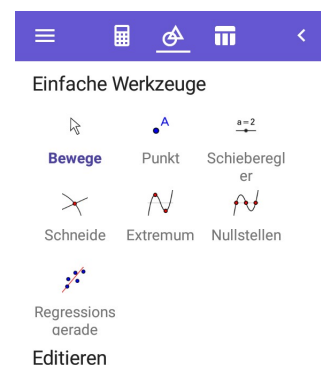 Einfache Werkzeuge
A
a=2
Bewege
Punkt
Schieberegl
er
Schneide
Extremum
Nullstellen
Regressions
gerade
Editieren